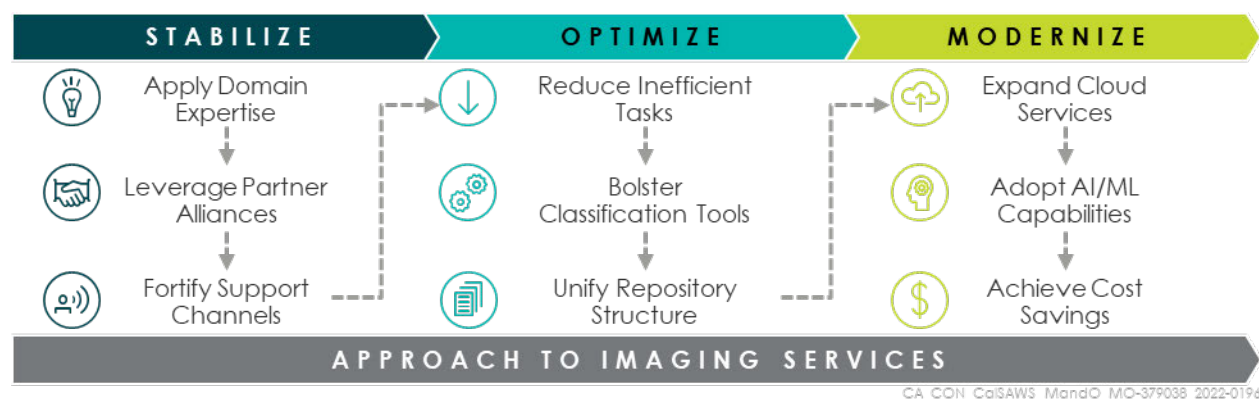 STABILIZE
OPTIMIZE
MODERNIZE
Apply Domain
Expertise
Leverage Partner
Alliances
Fortify Support
Channels
Reduce Inefficient
Tasks
Bolster
Classification Tools
Unify Repository
Structure
Expand Cloud
Services
Adopt AI/ML
Capabilities
Achieve Cost
Savings
APPROACH TO IMAGING SERVICES
CA CON CalSAWS MandO MO-379038 2022-0196